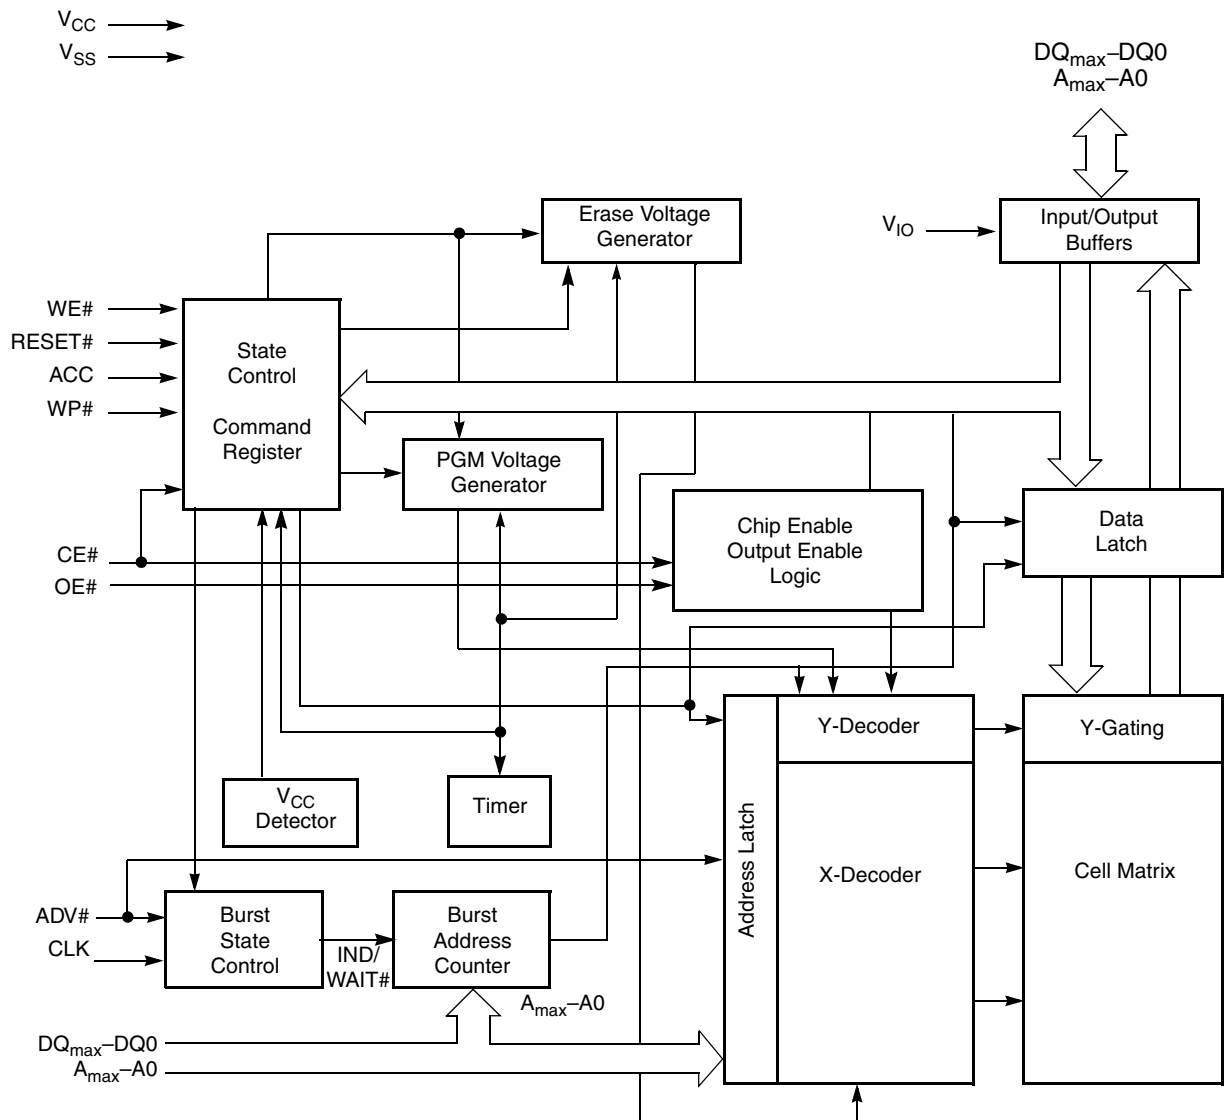 VCC
VSS
DQmax–DQ0
Amax–A0
Erase Voltage
Generator
VIO
Input/Output
Buffers
WE#
RESET#
ACC
WP#
State
Control
Command
Register
PGM Voltage
Generator
CE#
OE#
Chip Enable
Output Enable
Logic
Data
Latch
Y-Decoder
Y-Gating
VCC
Detector
Timer
Address Latch
X-Decoder
Cell Matrix
ADV#
CLK
Burst
State
Control
IND/
WAIT#
Burst
Address
Counter
Amax–A0
DQmax–DQ0
Amax–A0